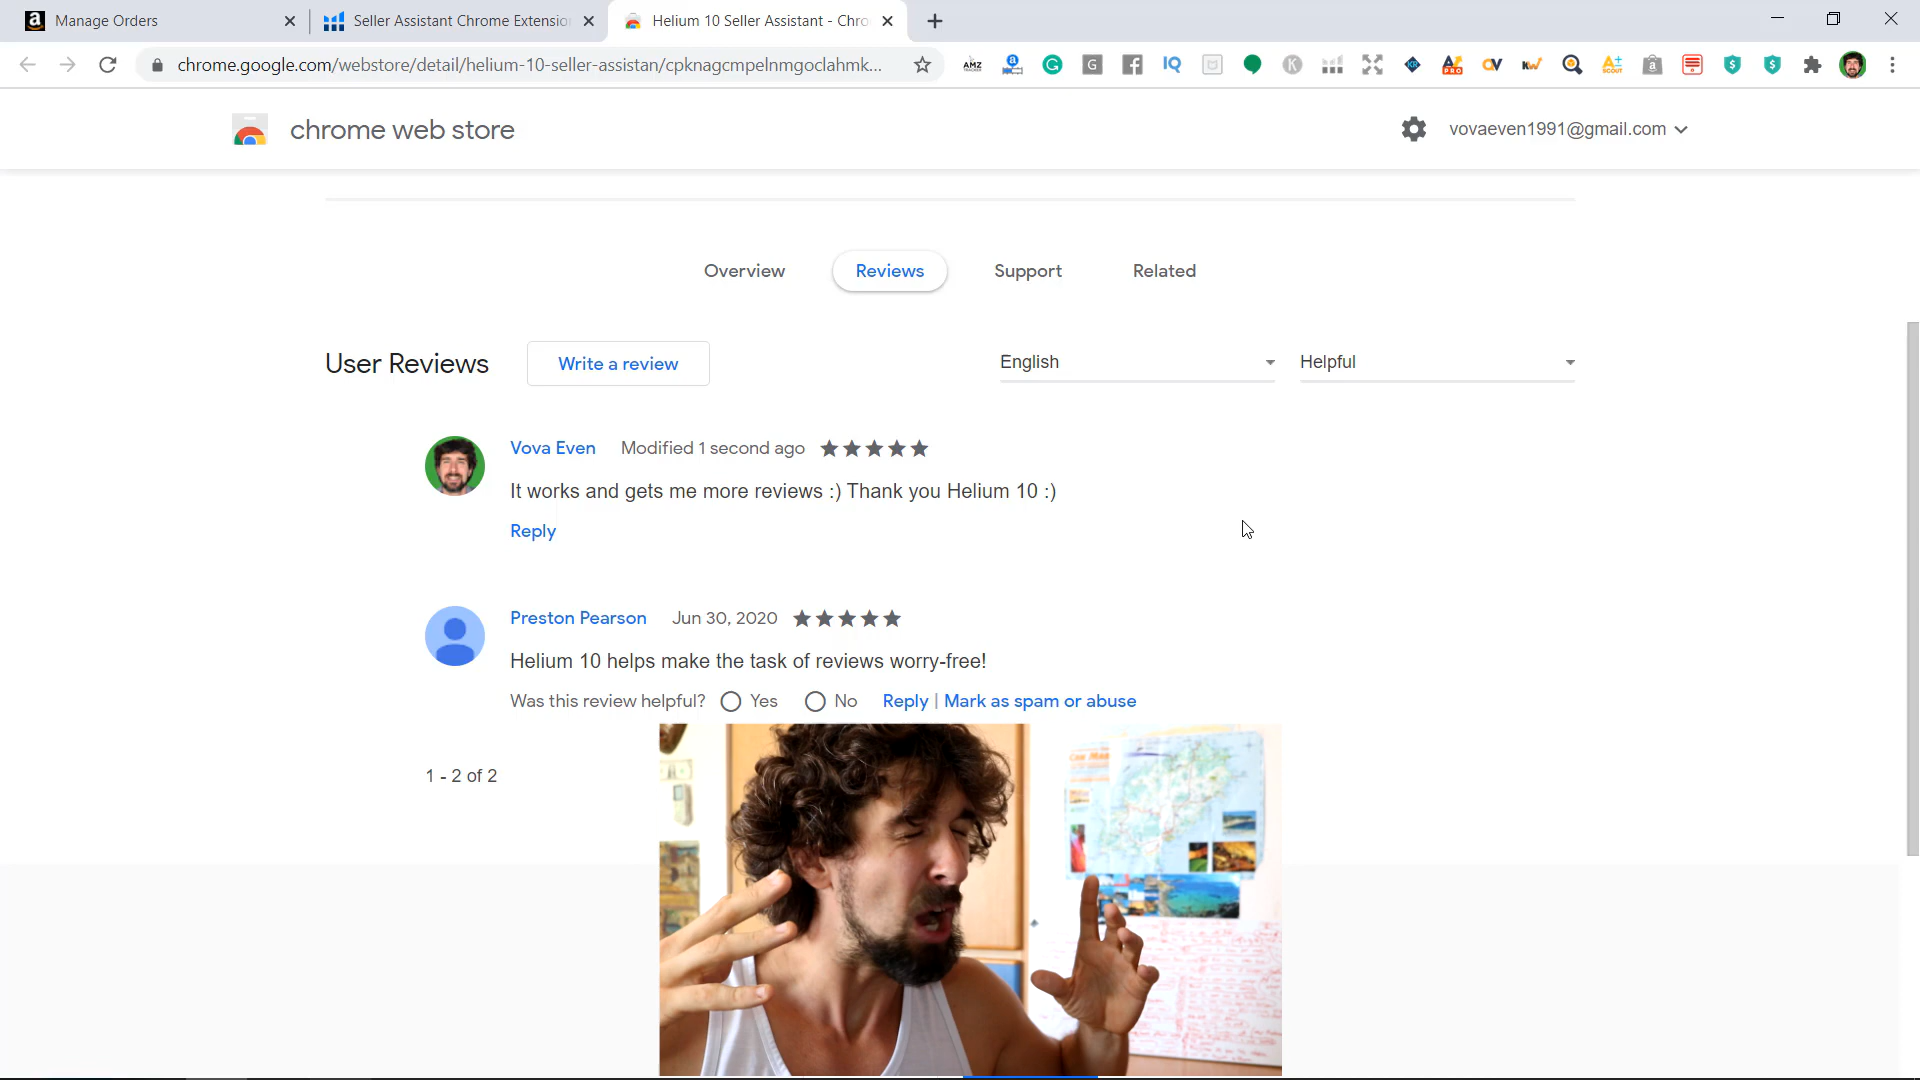 Manage Orders
Seller Assistant Chrome Extensio
Helium 10 Seller Assistant - Chro
chrome.google.com/webstore/detail/helium-10-seller-assistan/cpknagcmpelnmgoclahmk...
chrome web store
vovaeven1991@gmail.com
Overview
Reviews
Support
Related
User Reviews
Write a review
English
Helpful
Vova Even Modified 1 second ago
It works and gets me more reviews :) Thank you Helium 10 :)
Reply
Preston Pearson Jun 30, 2020
Helium 10 helps make the task of reviews worry-free!
Was this review helpful? Yes No Reply | Mark as spam or abuse
1 - 2 of 2